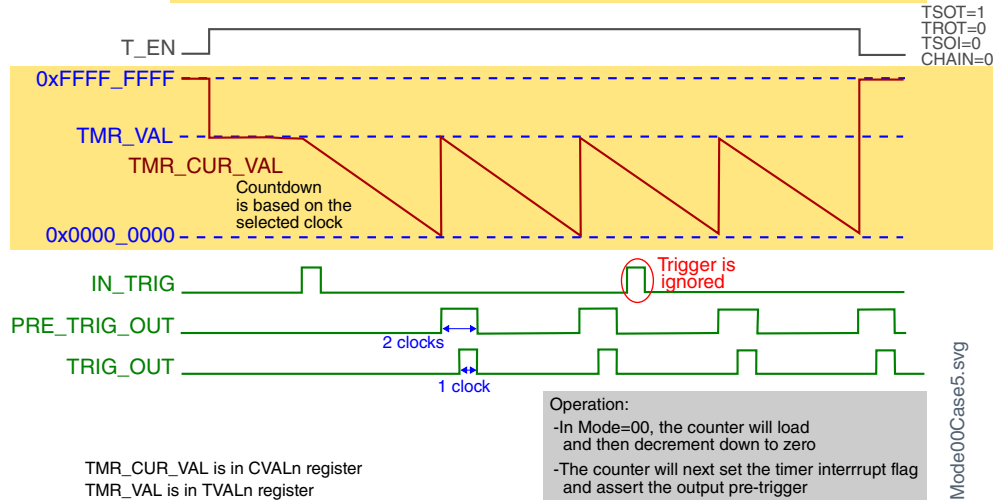 TSOT=1
TROT=0
TSOI=0
CHAIN=0
T_EN
0xFFFF_FFFF
TMR_VAL
TMR_CUR_VAL
Countdown
is based on the
selected clock
0x0000_0000
IN_TRIG
Trigger is
ignored
PRE_TRIG_OUT
2 clocks
TRIG_OUT
1 clock
Operation:
-In Mode=00, the counter will load
and then decrement down to zero
-The counter will next set the timer interrrupt flag
and assert the output pre-trigger
TMR_CUR_VAL is in CVALn register
TMR_VAL is in TVALn register
Mode00Case5.svg